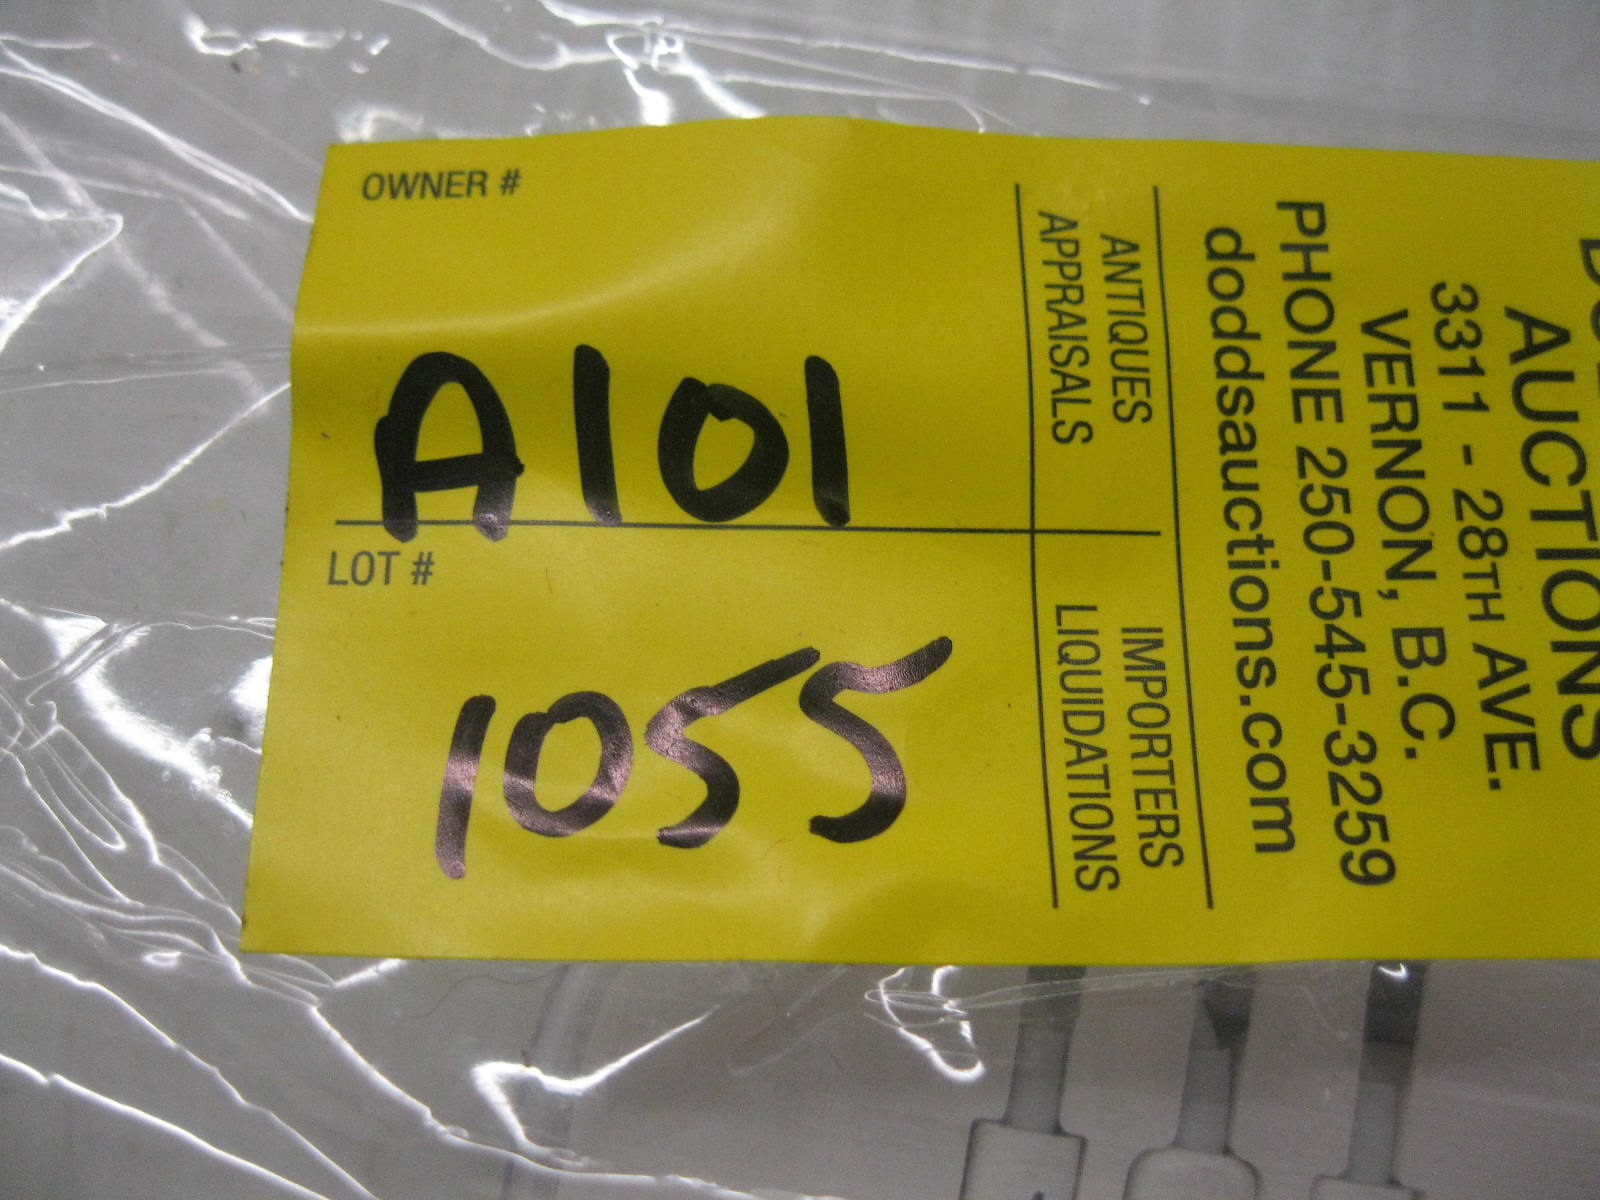 OWNER #
A101
LOT #
1055
AUCTIONS
3311 - 28TH AVE.
VERNON, B.C.
PHONE 250-545-3259
doddsauctions.com
ANTIQUES
APPRAISALS
IMPORTERS
LIQUIDATIONS